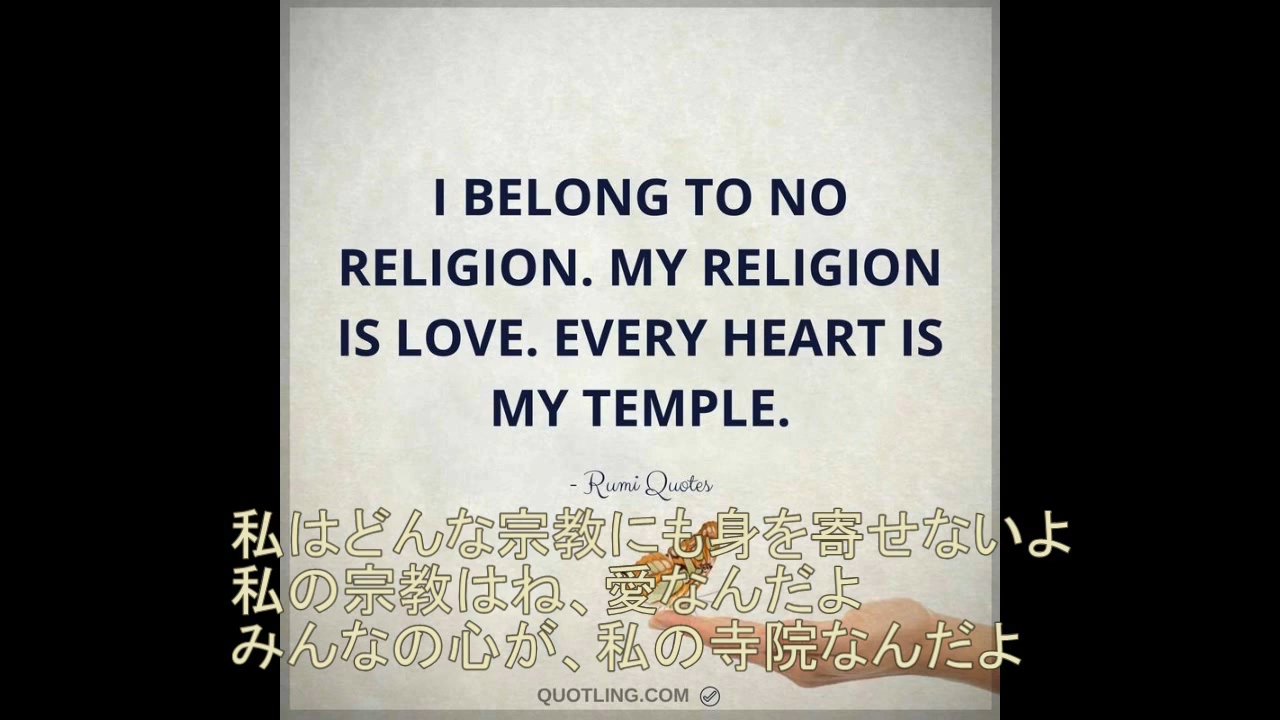 I BELONG TO NO
RELIGION. MY RELIGION
IS LOVE. EVERY HEART IS
MY TEMPLE.
- Rumi Quotes
私はどんな宗教にも身を寄せないよ
私の宗教はね、愛なんだよ
みんなの心が、私の寺院なんだよ
QUOTLING.COM